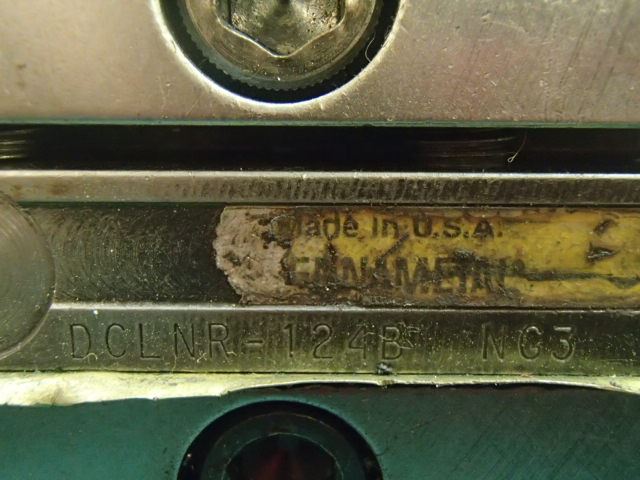 Made In U.S.A.
KENNAMETAL
DCLNR-124B NC3